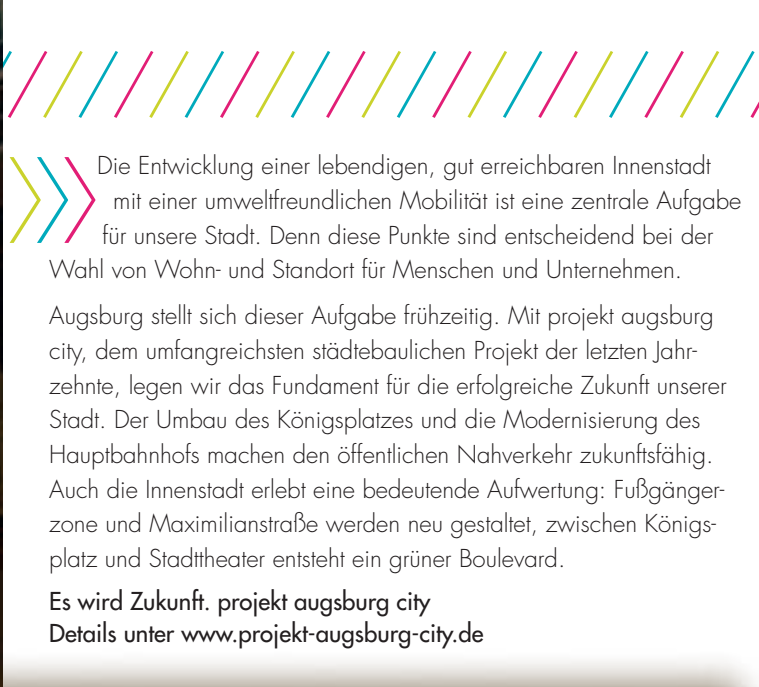 Die Entwicklung einer lebendigen, gut erreichbaren Innenstadt
mit einer umweltfreundlichen Mobilität ist eine zentrale Aufgabe
für unsere Stadt. Denn diese Punkte sind entscheidend bei der
Wahl von Wohn- und Standort für Menschen und Unternehmen.
Augsburg stellt sich dieser Aufgabe frühzeitig. Mit projekt augsburg
city, dem umfangreichsten städtebaulichen Projekt der letzten Jahr-
zehnte, legen wir das Fundament für die erfolgreiche Zukunft unserer
Stadt. Der Umbau des Königsplatzes und die Modernisierung des
Hauptbahnhofs machen den öffentlichen Nahverkehr zukunftsfähig.
Auch die Innenstadt erlebt eine bedeutende Aufwertung: Fußgänger-
zone und Maximilianstraße werden neu gestaltet, zwischen Königs-
platz und Stadttheater entsteht ein grüner Boulevard.
Es wird Zukunft. projekt augsburg city
Details unter www.projekt-augsburg-city.de